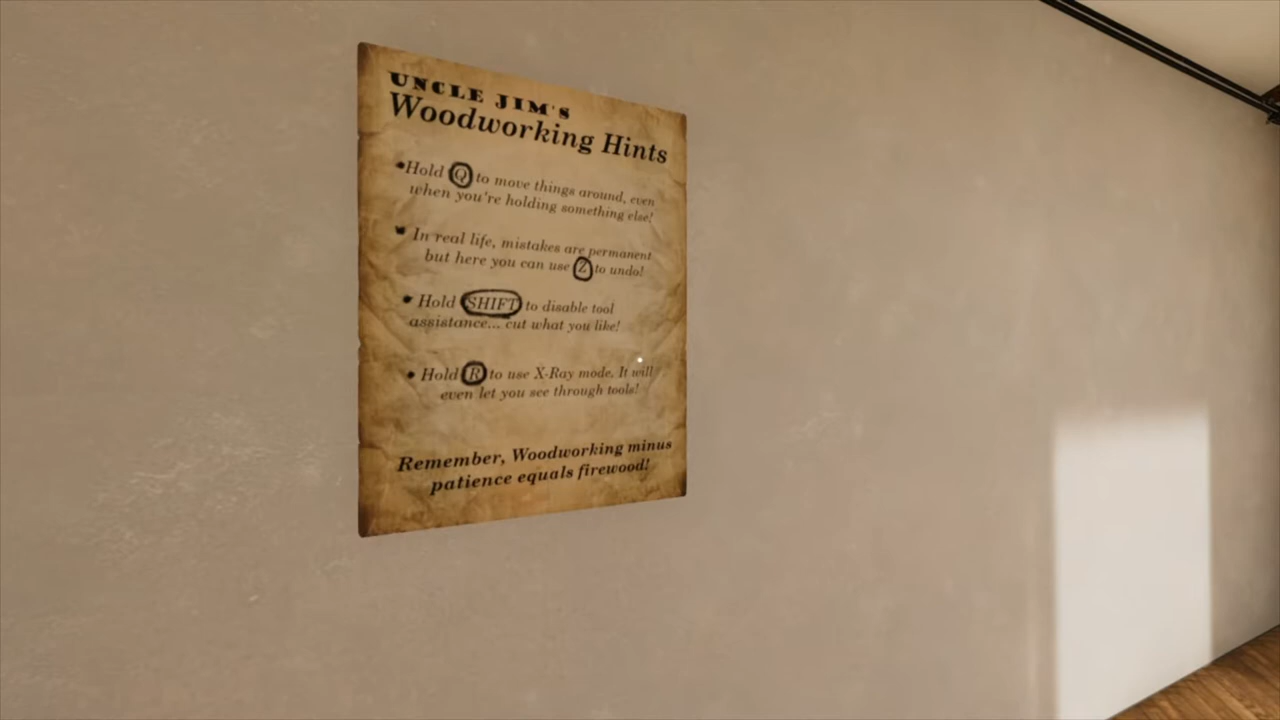 UNCLE JIM'S
Woodworking Hints
•Hold Q to move things around, even
when you're holding something else!
• In real life, mistakes are permanent
but here you can use Z to undo!
• Hold SHIFT to disable tool
assistance... cut what you like!
• Hold R to use X-Ray mode. It will
even let you see through tools!
Remember, Woodworking minus
patience equals firewood!